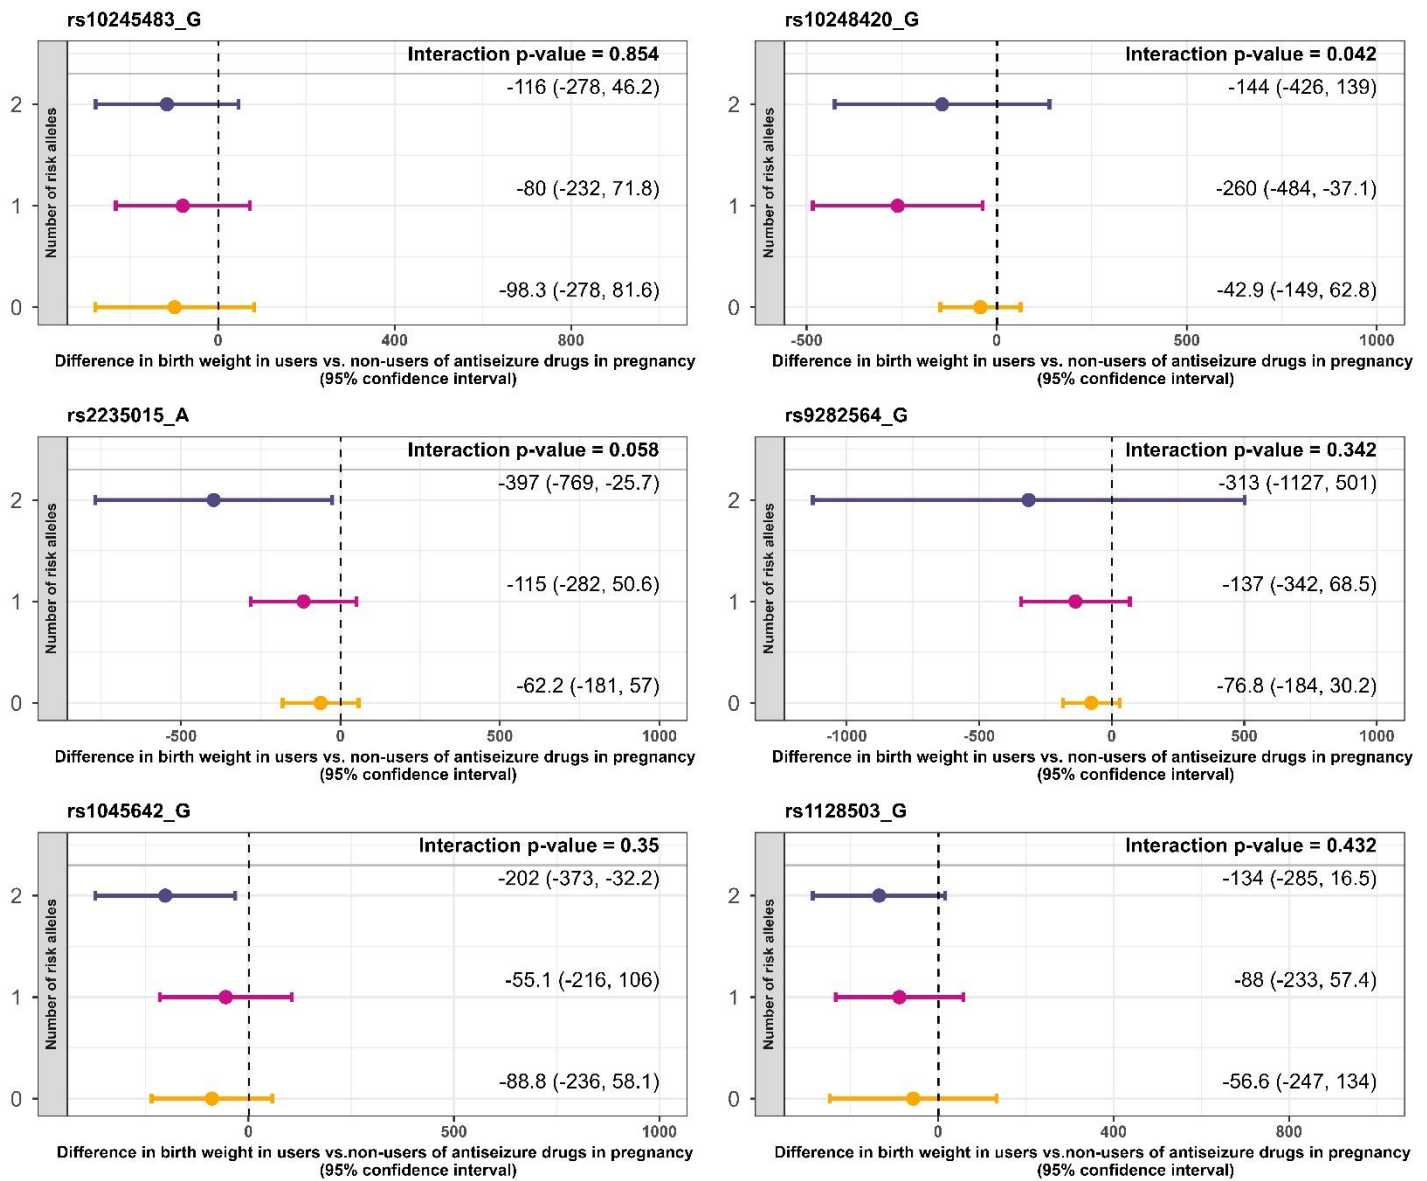 rs10245483_G
Interaction p-value = 0.854
Number of risk alleles
2
-116 (-278, 46.2)
1
-80 (-232, 71.8)
0
-98.3 (-278, 81.6)
0 400 800
Difference in birth weight in users vs. non-users of antiseizure drugs in pregnancy
(95% confidence interval)
rs10248420_G
Interaction p-value = 0.042
Number of risk alleles
2
-144 (-426, 139)
1
-260 (-484, -37.1)
0
-42.9 (-149, 62.8)
-500 0 500 1000
Difference in birth weight in users vs. non-users of antiseizure drugs in pregnancy
(95% confidence interval)
rs2235015_A
Interaction p-value = 0.058
Number of risk alleles
2
-397 (-769, -25.7)
1
-115 (-282, 50.6)
0
-62.2 (-181, 57)
-500 0 500 1000
Difference in birth weight in users vs. non-users of antiseizure drugs in pregnancy
(95% confidence interval)
rs9282564_G
Interaction p-value = 0.342
Number of risk alleles
2
-313 (-1127, 501)
1
-137 (-342, 68.5)
0
-76.8 (-184, 30.2)
-1000 -500 0 500 1000
Difference in birth weight in users vs. non-users of antiseizure drugs in pregnancy
(95% confidence interval)
rs1045642_G
Interaction p-value = 0.35
Number of risk alleles
2
-202 (-373, -32.2)
1
-55.1 (-216, 106)
0
-88.8 (-236, 58.1)
0 500 1000
Difference in birth weight in users vs.non-users of antiseizure drugs in pregnancy
(95% confidence interval)
rs1128503_G
Interaction p-value = 0.432
Number of risk alleles
2
-134 (-285, 16.5)
1
-88 (-233, 57.4)
0
-56.6 (-247, 134)
0 400 800
Difference in birth weight in users vs.non-users of antiseizure drugs in pregnancy
(95% confidence interval)